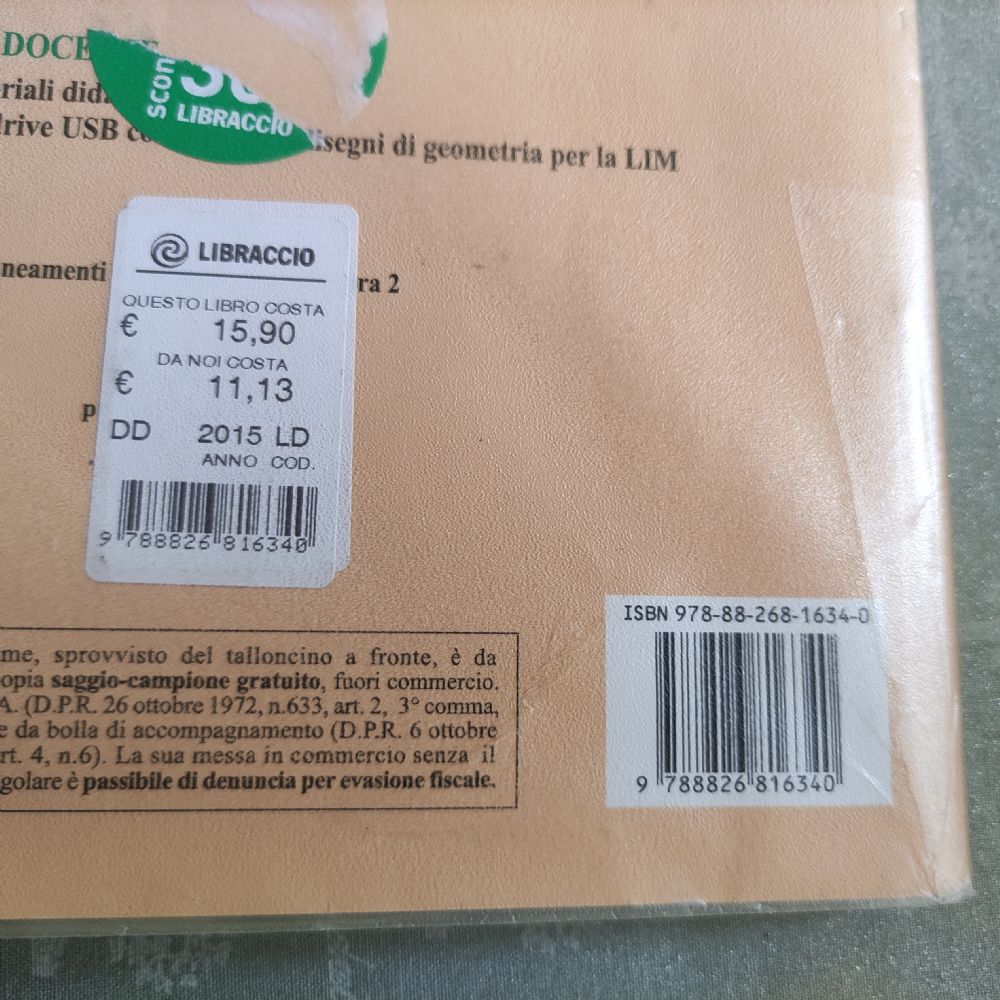 DOCE
scon
LIBRACCIO
riali did
drive USB co isegni di geometria per la LIM
LIBRACCIO
neamenti ra 2
QUESTO LIBRO COSTA
€ 15,90
DA NOI COSTA
€ 11,13
p
DD 2015 LD
ANNO COD.
9 788826 816340
ISBN 978-88-268-1634-0
9 788826 816340
me, sprovvisto del talloncino a fronte, è da
opia saggio-campione gratuito, fuori commercio.
A. (D.P.R. 26 ottobre 1972, n.633, art. 2, 3° comma,
e da bolla di accompagnamento (D.P.R. 6 ottobre
rt. 4, n.6). La sua messa in commercio senza il
golare è passibile di denuncia per evasione fiscale.